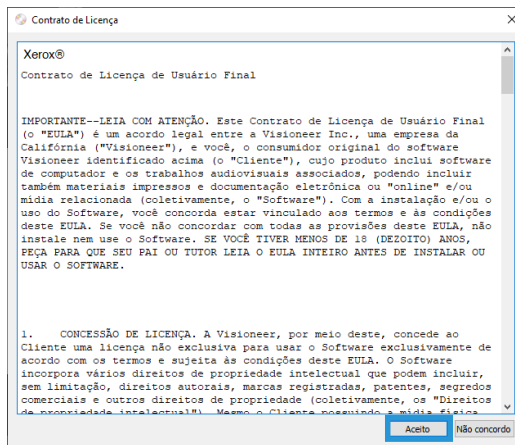 Contrato de Licença
Xerox®
Contrato de Licença de Usuário Final
IMPORTANTE--LEIA COM ATENÇÃO. Este Contrato de Licença de Usuário Final
(o "EULA") é um acordo legal entre a Visioneer Inc., uma empresa da
Califórnia ("Visioneer"), e você, o consumidor original do software
Visioneer identificado acima (o "Cliente"), cujo produto inclui software
de computador e os trabalhos audiovisuais associados, podendo incluir
também materiais impressos e documentação eletrônica ou "online" e/ou
mídia relacionada (coletivamente, o "Software"). Com a instalação e/ou o
uso do Software, você concorda estar vinculado aos termos e às condições
deste EULA. Se você não concordar com todas as provisões deste EULA, não
instale nem use o Software. SE VOCÊ TIVER MENOS DE 18 (DEZOITO) ANOS,
PEÇA PARA QUE SEU PAI OU TUTOR LEIA O EULA INTEIRO ANTES DE INSTALAR OU
USAR O SOFTWARE.
1. CONCESSÃO DE LICENÇA. A Visioneer, por meio deste, concede ao
Cliente uma licença não exclusiva para usar o Software exclusivamente de
acordo com os termos e sujeita às condições deste EULA. O Software
incorpora vários direitos de propriedade intelectual que podem incluir,
sem limitação, direitos autorais, marcas registradas, patentes, segredos
comerciais e outros direitos de propriedade (coletivamente, os "Direitos
de propriedade intelectual"). Mesmo o Cliente possuindo a mídia física
Aceito
Não concordo